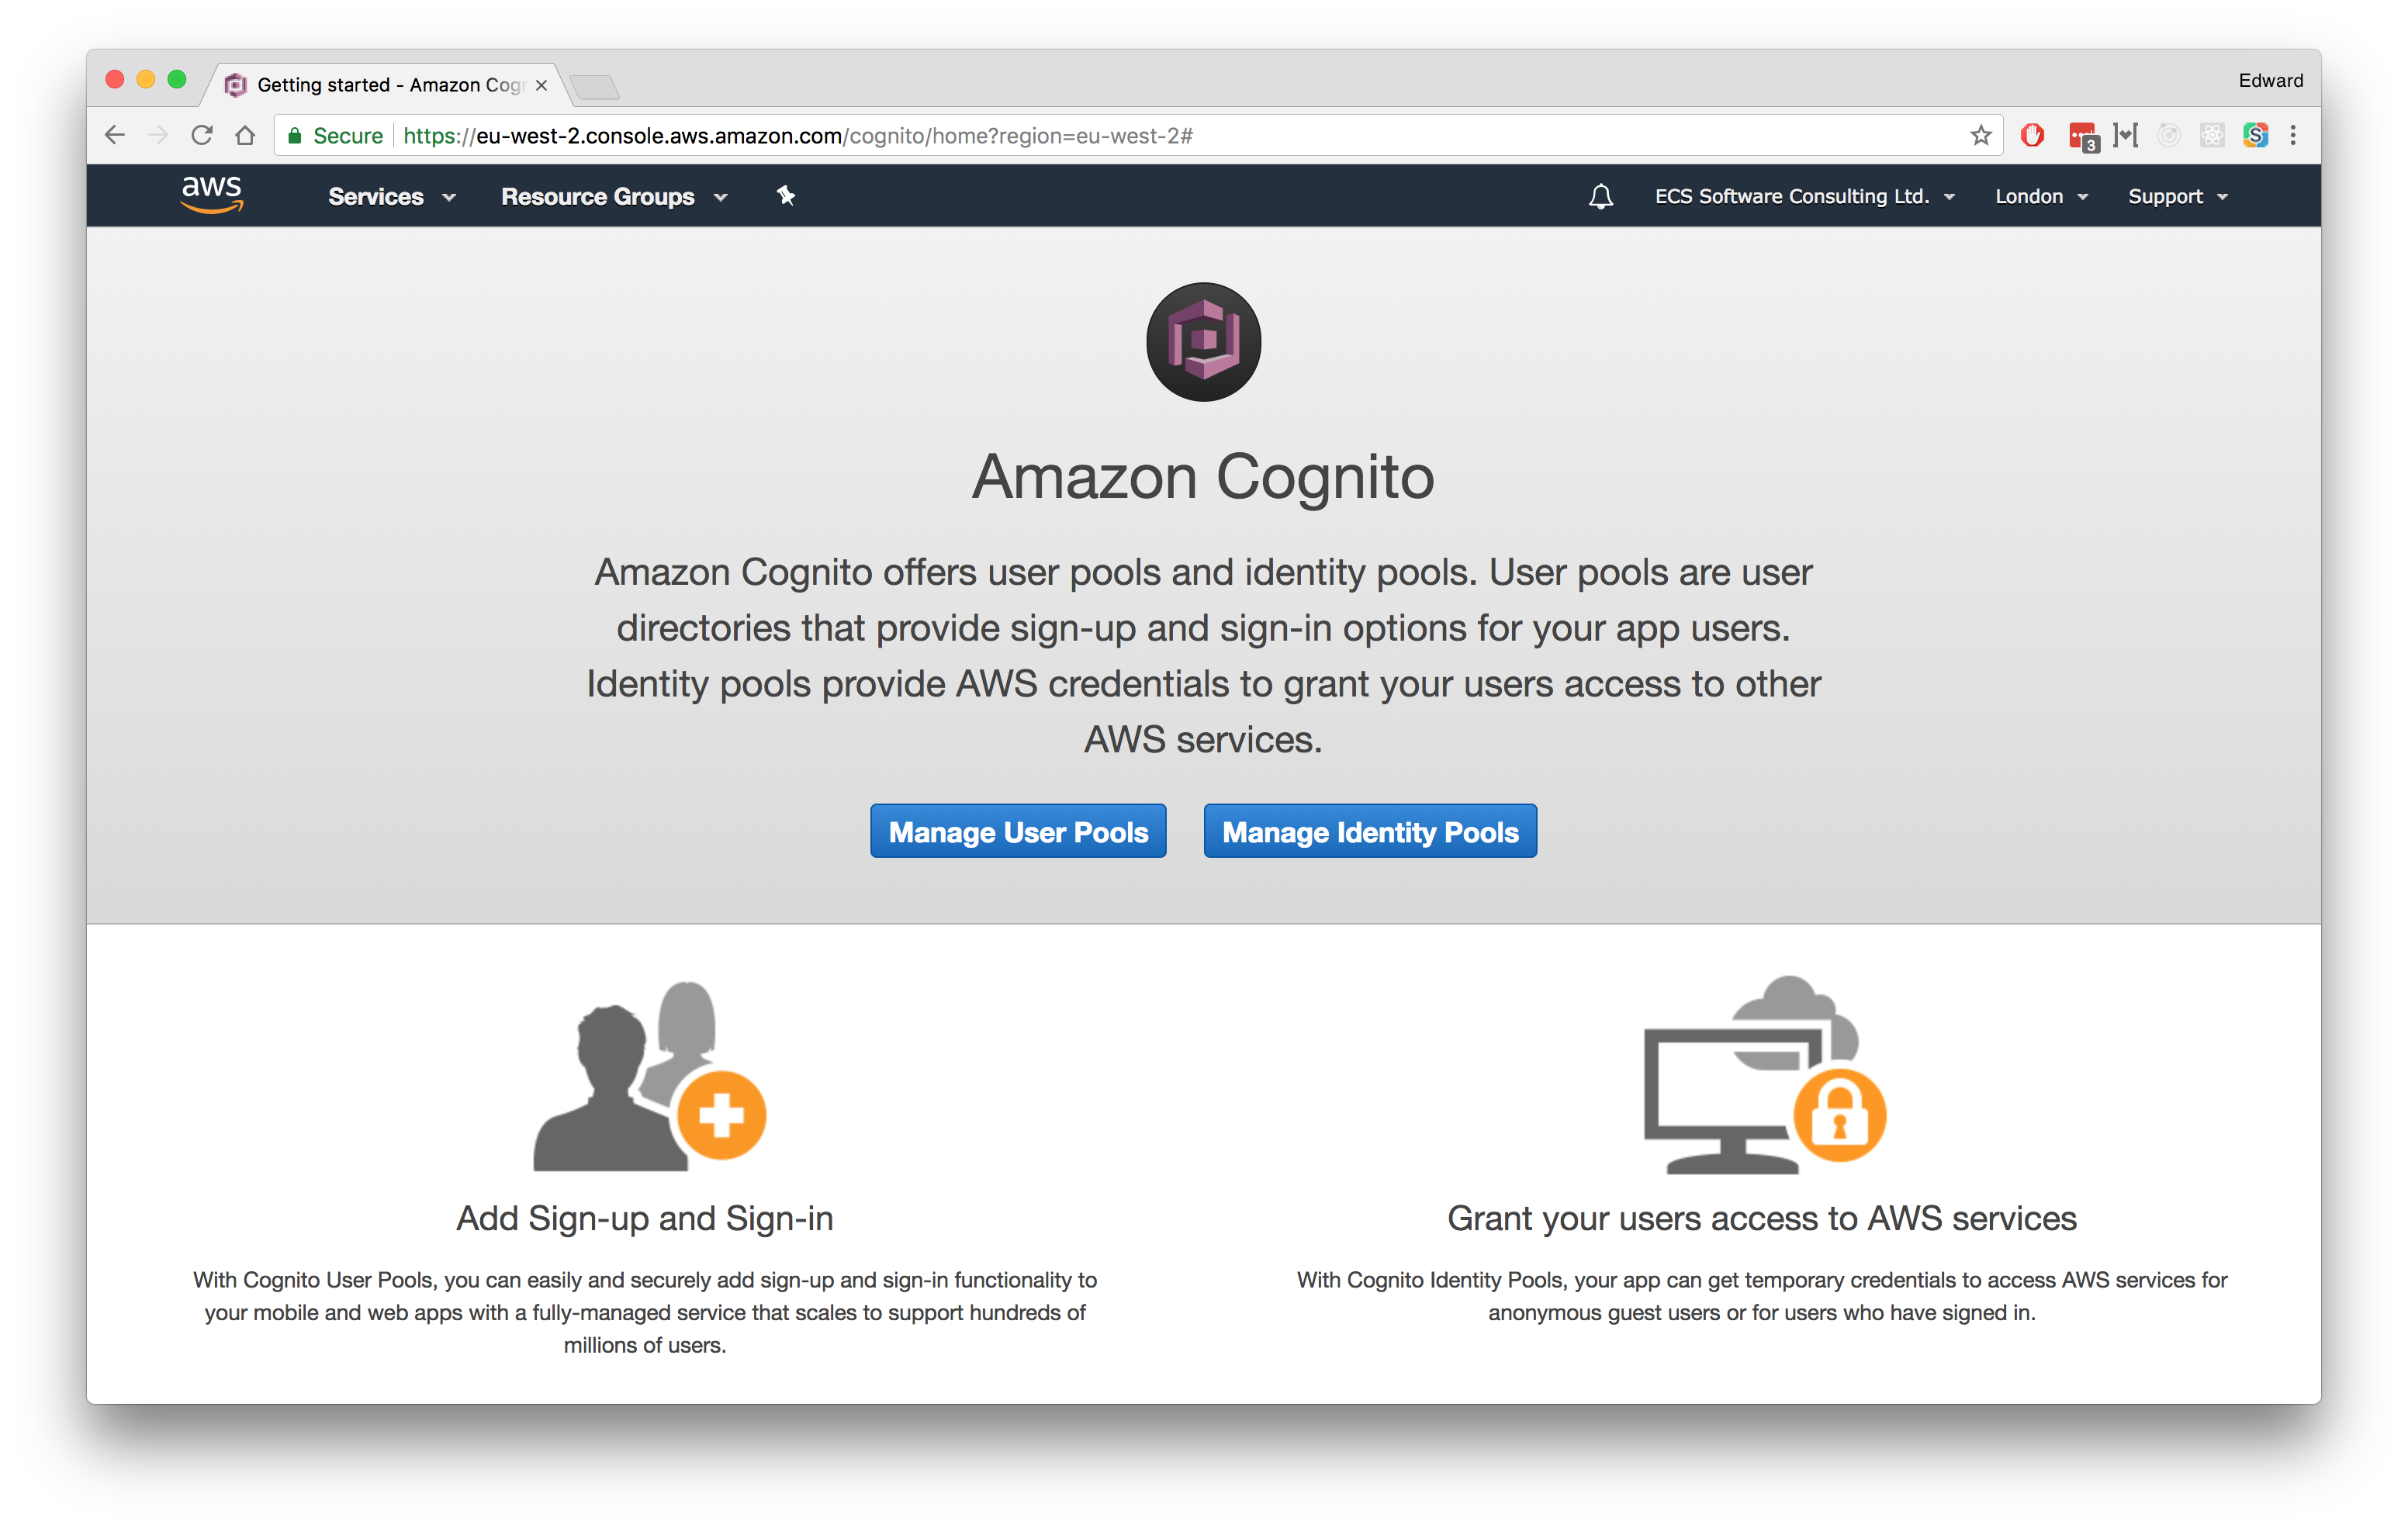 Getting started - Amazon Cog
Edward
Secure https://eu-west-2.console.aws.amazon.com/cognito/home?region=eu-west-2#
3
S
aws Services Resource Groups ECS Software Consulting Ltd. London Support
Amazon Cognito
Amazon Cognito offers user pools and identity pools. User pools are user
directories that provide sign-up and sign-in options for your app users.
Identity pools provide AWS credentials to grant your users access to other
AWS services.
Manage User Pools Manage Identity Pools
Add Sign-up and Sign-in
With Cognito User Pools, you can easily and securely add sign-up and sign-in functionality to
your mobile and web apps with a fully-managed service that scales to support hundreds of
millions of users.
Grant your users access to AWS services
With Cognito Identity Pools, your app can get temporary credentials to access AWS services for
anonymous guest users or for users who have signed in.